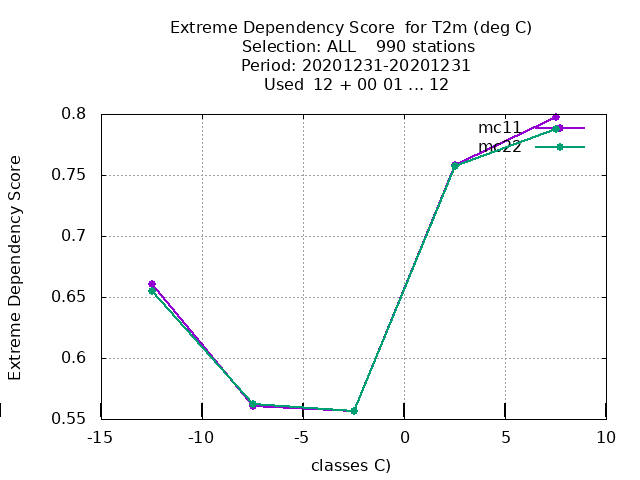 Extreme Dependency Score  for T2m (deg C)
Selection: ALL    990 stations
Period: 20201231-20201231
Used  12 + 00 01 ... 12
mc11
mc22
0.8
0.75
0.7
0.65
0.6
0.55
Extreme Dependency Score
-15 -10 -5 0 5 10
classes C)